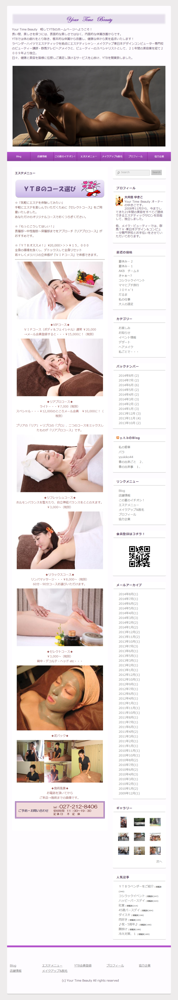 Your Time Beauty
Your Time Beauty　略してYTBのホームページへようこそ！
長い間、美しさを保つには、表面的な美しさではなく、内面的な体質改善からです。
YTBでは体の疲れをとり除き、根本的な体質から改善し、健康な体から美を追求いたします！
ラベンダーハイツでエステティックを拠点にエステティシャン・メイクアップ東日本デザインコンピューター専門校
のビューティー講師・群馬テレビヘアメイクと、ビューティーのスペシャリストとして、２１年間の美容業を経て２
００９年より独立。
日々、健康と美容を皆様に伝授しご満足し頂けるサービスを心掛け、YTBを開業致しました。
Blog 店舗情報 この夏のイチオシ！ エステメニュー メイクアップ&脱毛 プロフィール 協力企業
エステメニュー
ＹＴＢのコース選び
☆「気軽にエステを体験してみたい」
手軽にエステを楽しんでいただくために『セレクトコース』をご用
意いたしました。
あなただけのオリジナルコースでおくつろぎください。
☆「もっとこうしてほしい！」
表層部～中性脂肪～深層部までをアプローチ『リアプロコース』が
おすすめです。
☆「ＹＴＢオススメ！」 ¥20,000＞＞＞￥１５，０００
全身の循環を良くし、デトックスして全身リセット
若々しくメリハリの立体感が『ＶＩＰコース』で体感できます。
◆VIPコース◆
ＶＩＰコース（ボディ＆フェイシャル）通常 ￥20,000
→メール会員登録すると・・・￥15,000に！（税別）
◆リアプロコース◆
ライト・・・￥7,000（税別）
スペシャル・・・￥12,000のところメール会員　￥10,000に！（
税別）
プリアの「リア」＋リプロの「プロ」、二つのコースをミックスし
たものが「リアプロコース」です。
◆リフレッシュコース◆
ホルモンバランスを整えたり、自立神経バランスをととのえます。
￥3,000～（税別）
◆リラックスコース◆
リンパマッサージ・・・￥8,000～（税別）
60分・90分コースお選びいただけます。
◆セレクトコース◆
￥3,000～（税別）
背中・デコルテ・ヘッド etc・・・
◆泥パック◆
◆施術風景◆
お電話を頂いてから
ご来店→施術までの画像です。
ご予約・お問い合わせ
tel：027-212-8406
受付時間　11：00～19：30
定休日　不定休
Search Search
プロフィール
大井田 ゆきこ
Your Time Beauty オーナー
のゆきこです。
2008年11月から、今までし
てきた21年間の美容をすべてご提供
できるエステティックサロンを目指
して、独立しました。
他、メイク・ビューティーでは、群
馬ＴＶ･東日本デザイン＆コンピュ
ータ専門学校とお手伝いをさせてい
ただいております。
最近の投稿
夏休み・２
夏休み・１
AKB　チーム８
きゃぁ～?
コシラックイベント
ママとプチ旅行
ＪＯＹｎ’ｔ
だるま
私の仕事
大人の遠足
カテゴリー
お楽しみ
お知らせ
イベント情報
デザート
ヘアメイク
私ごとで・・・
バックナンバー
2014年8月 (2)
2014年7月 (2)
2014年6月 (6)
2014年5月 (2)
2014年4月 (2)
2014年3月 (3)
2014年2月 (2)
2014年1月 (3)
2013年12月 (3)
2013年11月 (4)
2013年10月 (2)
y.t.bのBlog
私の愛車
バラ
yyukiko44
春の出来ごと　２、
春の出来事　１、
リンクメニュー
Blog
店舗情報
この夏のイチオシ！
エステメニュー
メイクアップ&脱毛
プロフィール
協力企業
会員登録はコチラ！
メールアーカイブ
2014年8月(1)
2014年7月(1)
2014年6月(2)
2014年5月(1)
2014年4月(1)
2014年3月(3)
2014年2月(2)
2014年1月(2)
2013年12月(2)
2013年11月(2)
2013年10月(1)
2013年7月(3)
2013年6月(1)
2013年5月(1)
2013年3月(1)
2013年2月(1)
2013年1月(1)
2012年12月(1)
2012年10月(1)
2012年9月(1)
2012年7月(1)
2012年6月(1)
2012年4月(1)
2012年1月(1)
2011年11月(1)
2011年10月(1)
2011年8月(1)
2011年7月(1)
2011年6月(1)
2011年4月(2)
2011年3月(1)
2011年2月(1)
2011年1月(1)
2010年11月(1)
2010年10月(1)
2010年8月(2)
2010年7月(1)
2010年6月(2)
2010年4月(3)
2010年3月(1)
2010年2月(1)
2010年1月(2)
2009年12月(1)
ギャラリー
次へ
人気記事
ＹＴＢラベンダーをご紹介 | 閲覧数
(340)
コシラックイベント | 閲覧数(247)
ハッピーバースデイ | 閲覧数(223)
紅葉 | 閲覧数(214)
45歳バースデイ | 閲覧数(204)
ダイスキ | 閲覧数(196)
肉好き | 閲覧数(195)
♪祝・5周年♪ | 閲覧数(190)
願掛け | 閲覧数(189)
冷え対策、１ | 閲覧数(185)
Blog エステメニュー YTB会員登録 プロフィール 協力企業
店舗情報 メイクアップ&脱毛
(c) Your Time Beauty All rights reserved